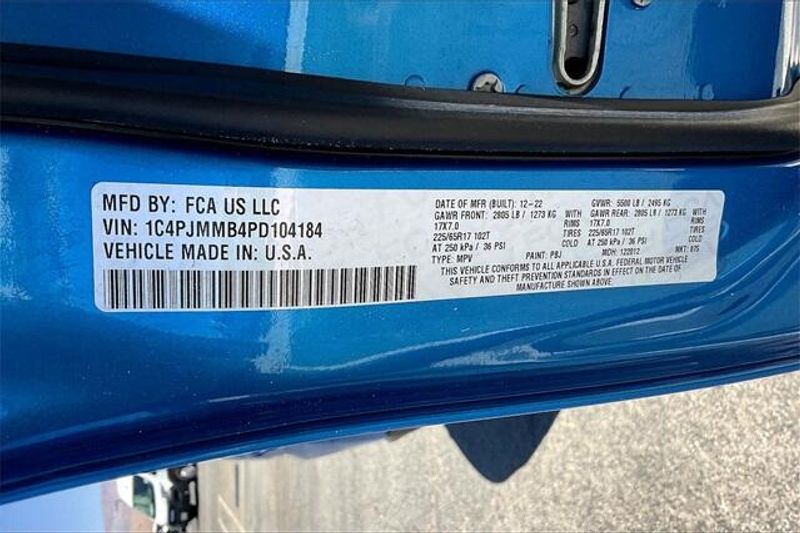 MFD BY: FCA US LLC
VIN: 1C4PJMMB4PD104184
VEHICLE MADE IN: U.S.A.
DATE OF MFR (BUILT): 12-22 GVWR: 5500 LB / 2495 KG
GAWR FRONT: 2805 LB / 1273 KG WITH GAWR REAR: 2805 LB / 1273 KG WITH
17X7.0 RIMS 17X7.0 RIMS
225/65R17 102T TIRES 225/65R17 102T TIRES
AT 250 kPa / 36 PSI COLD AT 250 kPa / 36 PSI COLD
TYPE: MPV PAINT: PBJ MDH: 122012 MKT: 875
THIS VEHICLE CONFORMS TO ALL APPLICABLE U.S.A. FEDERAL MOTOR VEHICLE
SAFETY AND THEFT PREVENTION STANDARDS IN EFFECT ON THE DATE OF
MANUFACTURE SHOWN ABOVE.